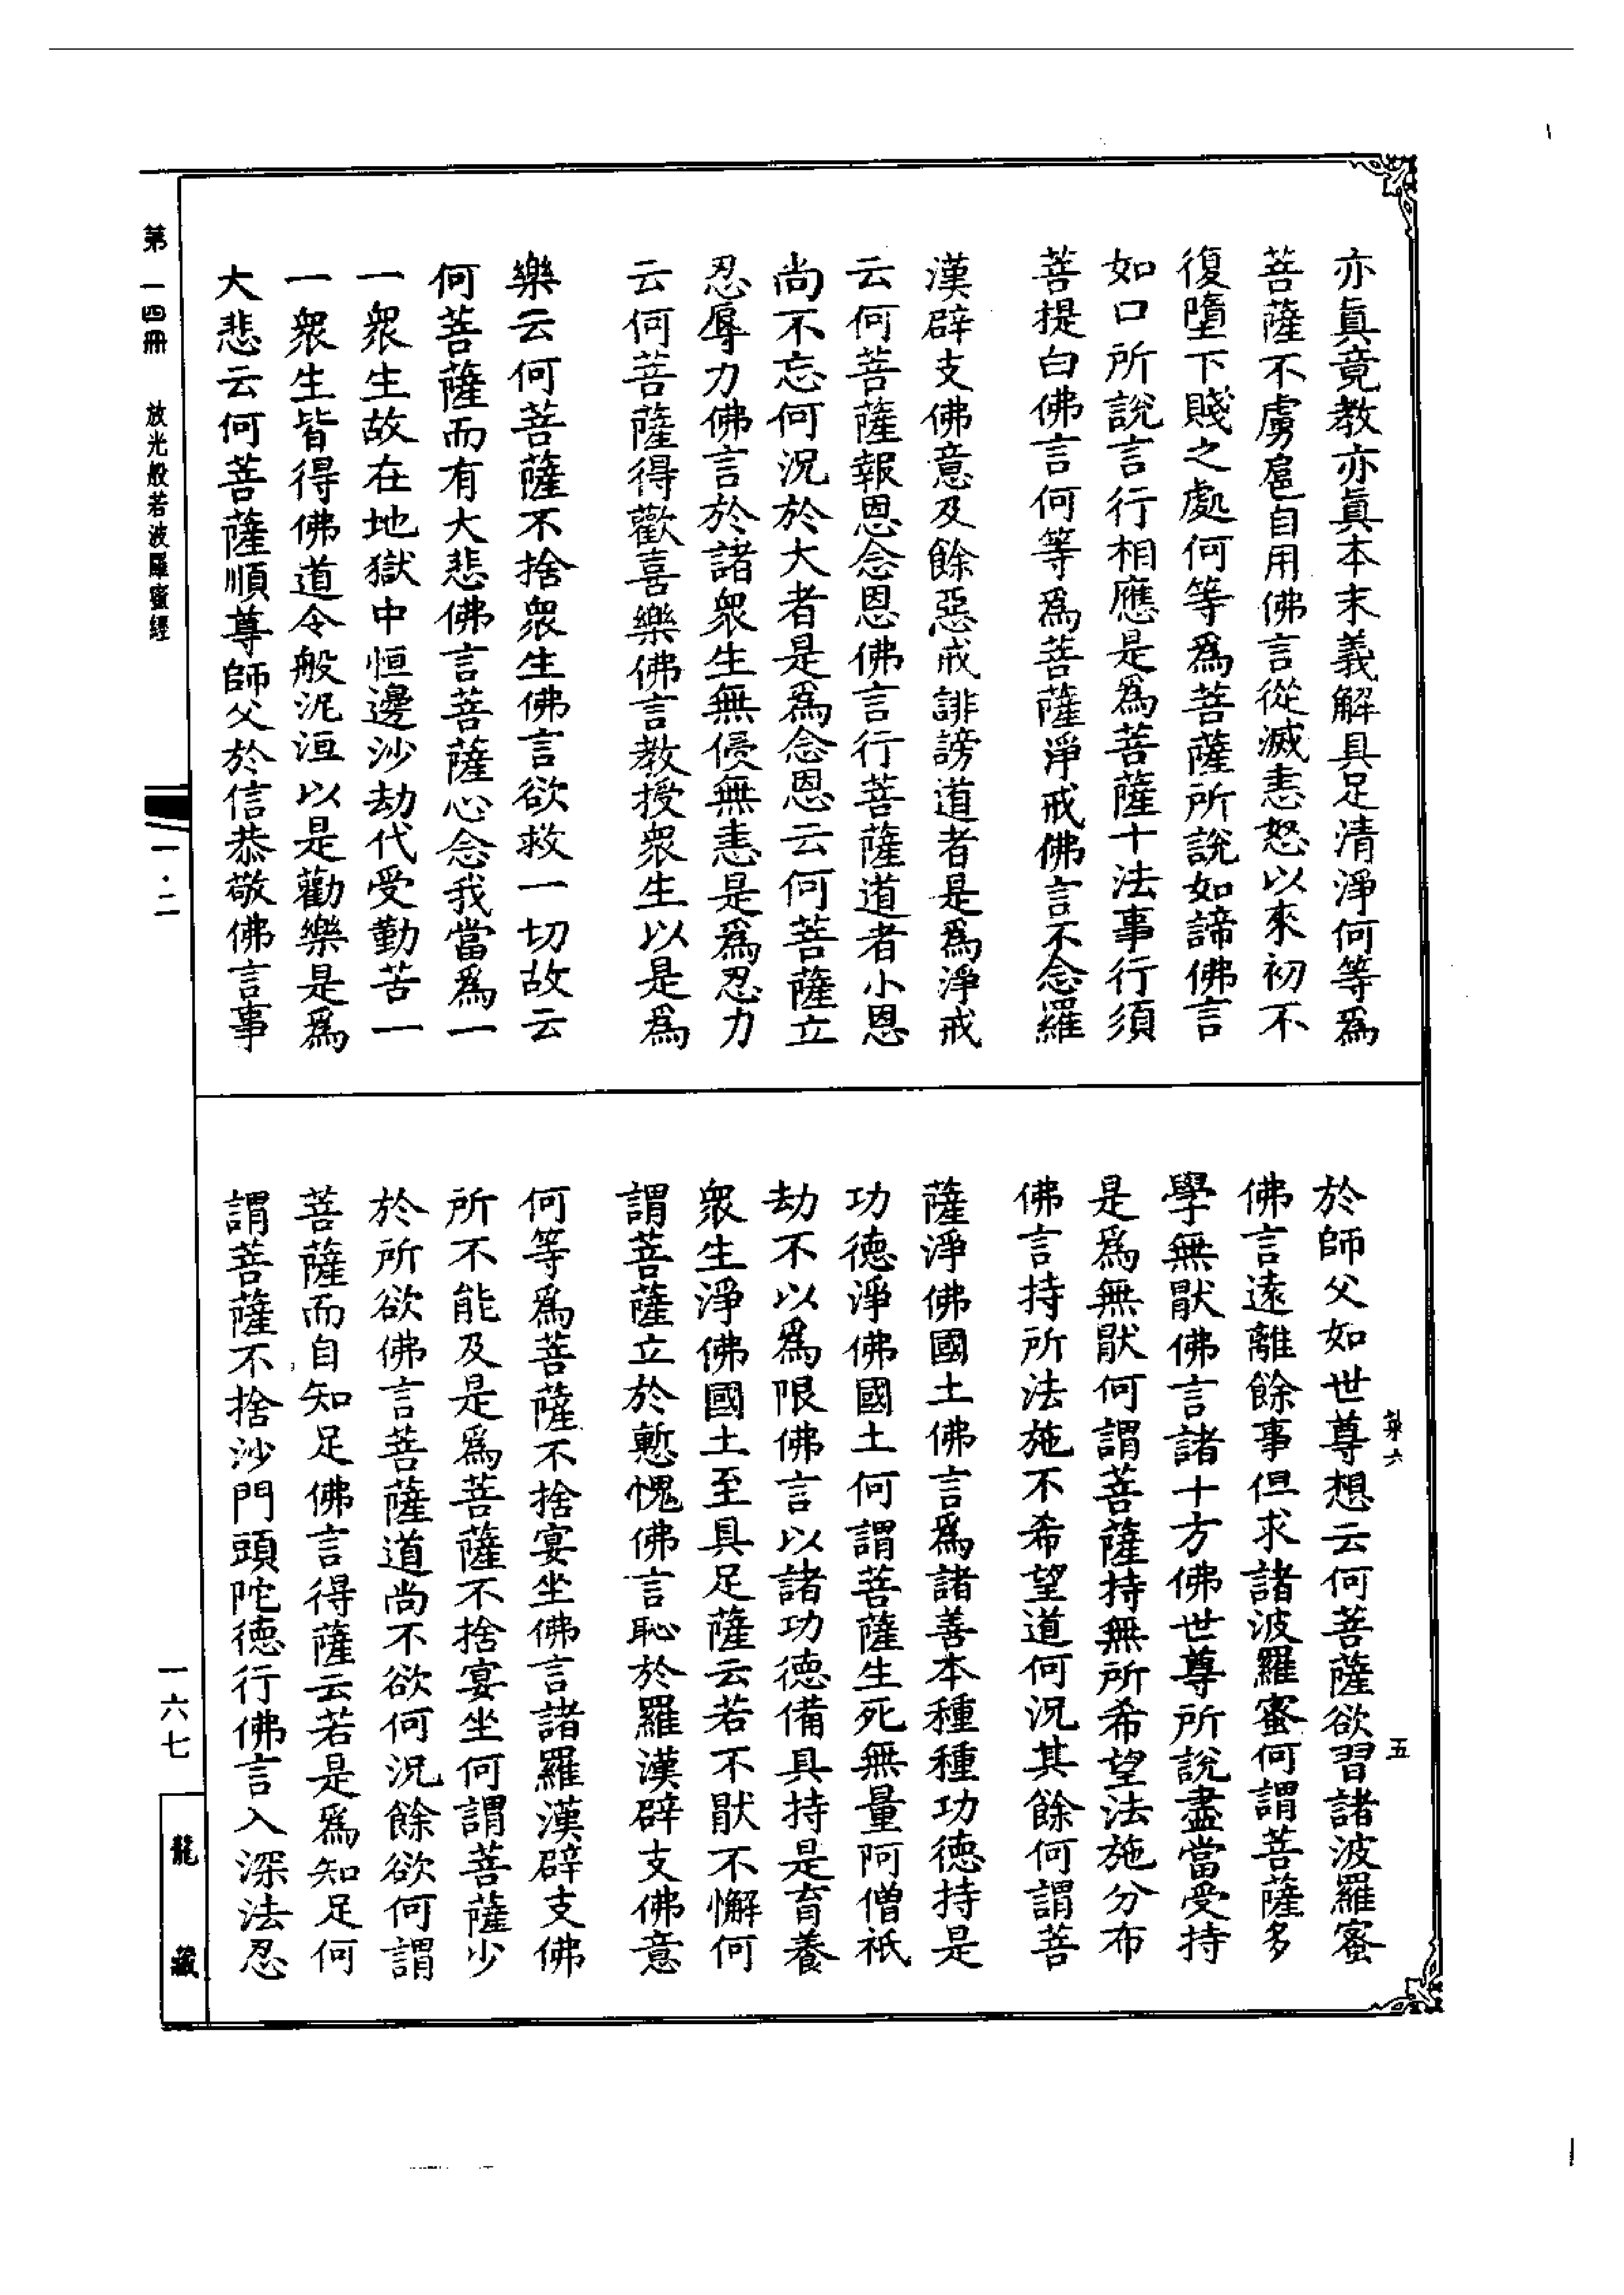 亦眞竟教亦眞本末義解具足清淨何等爲
菩薩不虜扈自用佛言從滅恚怒以來初不
復墮下賤之處何等爲菩薩所說如諦佛言
如口所說言行相應是爲菩薩十法事行須
菩提白佛言何等爲菩薩淨戒佛言不念羅
漢辟支佛意及餘惡戒誹謗道者是爲淨戒
云何菩薩報恩念恩佛言行菩薩道者小恩
尚不忘何況於大者是爲念恩云何菩薩立
忍辱力佛言於諸衆生無侵無恚是爲忍力
云何菩薩得歡喜樂佛言教授衆生以是爲
樂云何菩薩不捨衆生佛言欲救一切故云
何菩薩而有大悲佛言菩薩心念我當爲一
一衆生故在地獄中恒邊沙劫代受勤苦一
一衆生皆得佛道令般泥洹以是勸樂是爲
大悲云何菩薩順尊師父於信恭敬佛言事
於師父如世尊想云何菩薩欲習諸波羅蜜
佛言遠離餘事但求諸波羅蜜何謂菩薩多
學無猒佛言諸十方佛世尊所說盡當受持
是爲無猒何謂菩薩持無所希望法施分布
佛言持所法施不希望道何況其餘何謂菩
薩淨佛國土佛言爲諸善本種種功德持是
功德淨佛國土何謂菩薩生死無量阿僧祇
劫不以爲限佛言以諸功德備具持是育養
衆生淨佛國土至具足薩云若不猒不懈何
謂菩薩立於慙愧佛言恥於羅漢辟支佛意
何等爲菩薩不捨宴坐佛言諸羅漢辟支佛
所不能及是爲菩薩不捨宴坐何謂菩薩少
於所欲佛言菩薩道尚不欲何況餘欲何謂
菩薩而自知足佛言得薩云若是爲知足何
謂菩薩不捨沙門頭陀德行佛言入深法忍
第一四冊 放光般若波羅蜜經
一·二
一六七
龍藏
五